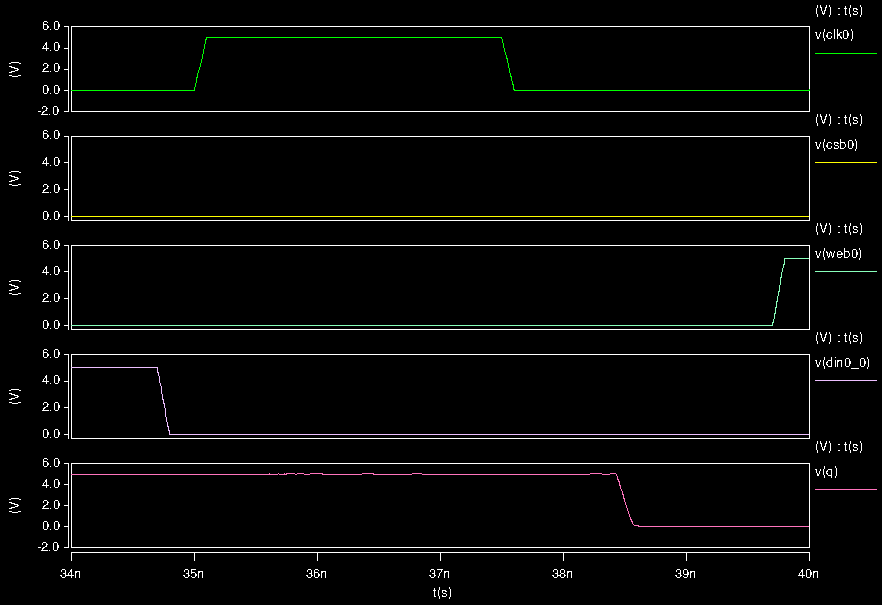 (V) : t(s)
6.0
v(clk0)
4.0
(V)
2.0
0.0
-2.0
(V) : t(s)
6.0
v(csb0)
4.0
(V)
2.0
0.0
(V) : t(s)
6.0
v(web0)
4.0
(V)
2.0
0.0
(V) : t(s)
6.0
v(din0_0)
4.0
(V)
2.0
0.0
(V) : t(s)
6.0
v(q)
4.0
(V)
2.0
0.0
-2.0
34n 35n 36n 37n 38n 39n 40n
t(s)